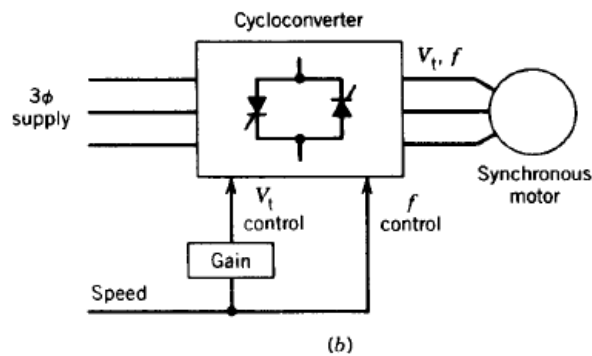 Cycloconverter
3ϕ
supply
V_t, f
Synchronous
motor
V_t
control
f
control
Gain
Speed
(b)